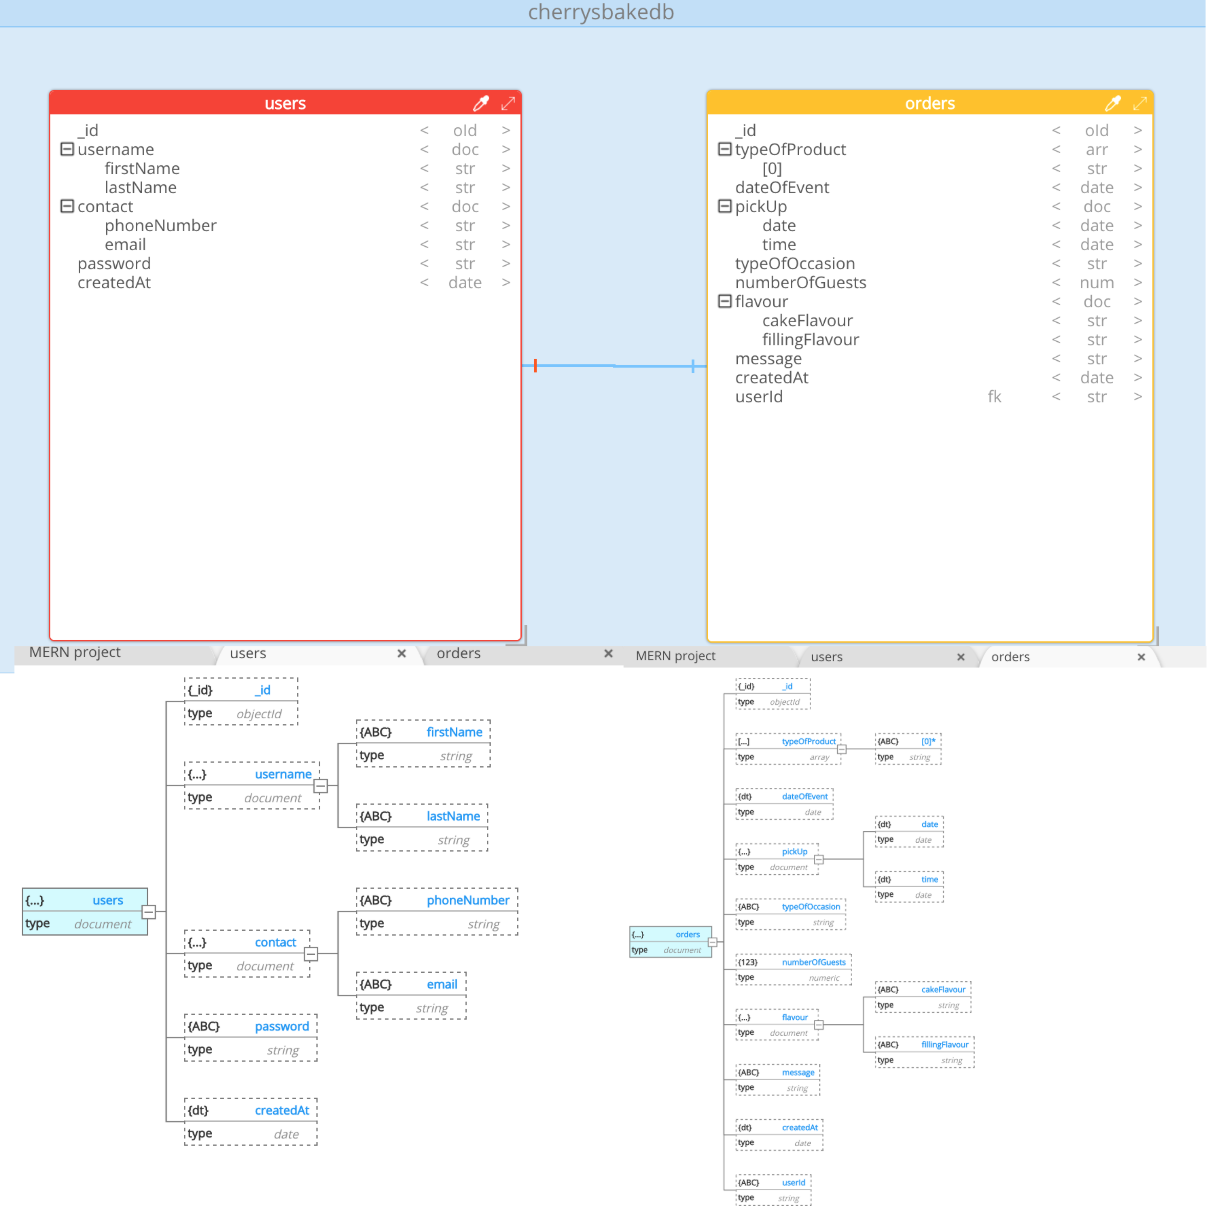 cherrysbakedb
users
_id < oId >
username < doc >
firstName < str >
lastName < str >
contact < doc >
phoneNumber < str >
email < str >
password < str >
createdAt < date >
orders
_id < oId >
typeOfProduct < arr >
[0] < str >
dateOfEvent < date >
pickUp < doc >
date < date >
time < date >
typeOfOccasion < str >
numberOfGuests < num >
flavour < doc >
cakeFlavour < str >
fillingFlavour < str >
message < str >
createdAt < date >
userId fk < str >
MERN project users × orders ×
{_id} _id
type objectId
{...} username
type document
{ABC} firstName
type string
{ABC} lastName
type string
{...} users
type document
{...} contact
type document
{ABC} phoneNumber
type string
{ABC} email
type string
{ABC} password
type string
{dt} createdAt
type date
MERN project users × orders ×
{_id} _id
type objectId
[...] typeOfProduct
type array
{ABC} [0]*
type string
{dt} dateOfEvent
type date
{...} pickUp
type document
{dt} date
type date
{dt} time
type date
{ABC} typeOfOccasion
type string
{...} orders
type document
{123} numberOfGuests
type numeric
{...} flavour
type document
{ABC} cakeFlavour
type string
{ABC} fillingFlavour
type string
{ABC} message
type string
{dt} createdAt
type date
{ABC} userId
type string